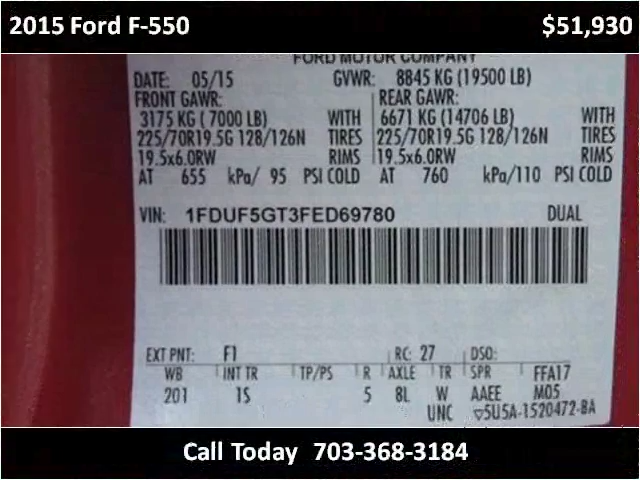 2015 Ford F-550 $51,930
FORD MOTOR COMPANY
DATE: 05/15 GVWR: 8845 KG (19500 LB)
FRONT GAWR: REAR GAWR:
3175 KG ( 7000 LB) WITH 6671 KG (14706 LB) WITH
225/70R19.5G 128/126N TIRES 225/70R19.5G 128/126N TIRES
19.5x6.0RW RIMS 19.5x6.0RW RIMS
AT 655 kPa/ 95 PSI COLD AT 760 kPa/110 PSI COLD
VIN: 1FDUF5GT3FED69780 DUAL
EXT PNT: F1 RC: 27 DSO:
WB INT TR TP/PS R AXLE TR SPR FFA17
201 1S 5 8L W AAEE M05
UNC ▽5U5A-1520472-BA
Call Today 703-368-3184